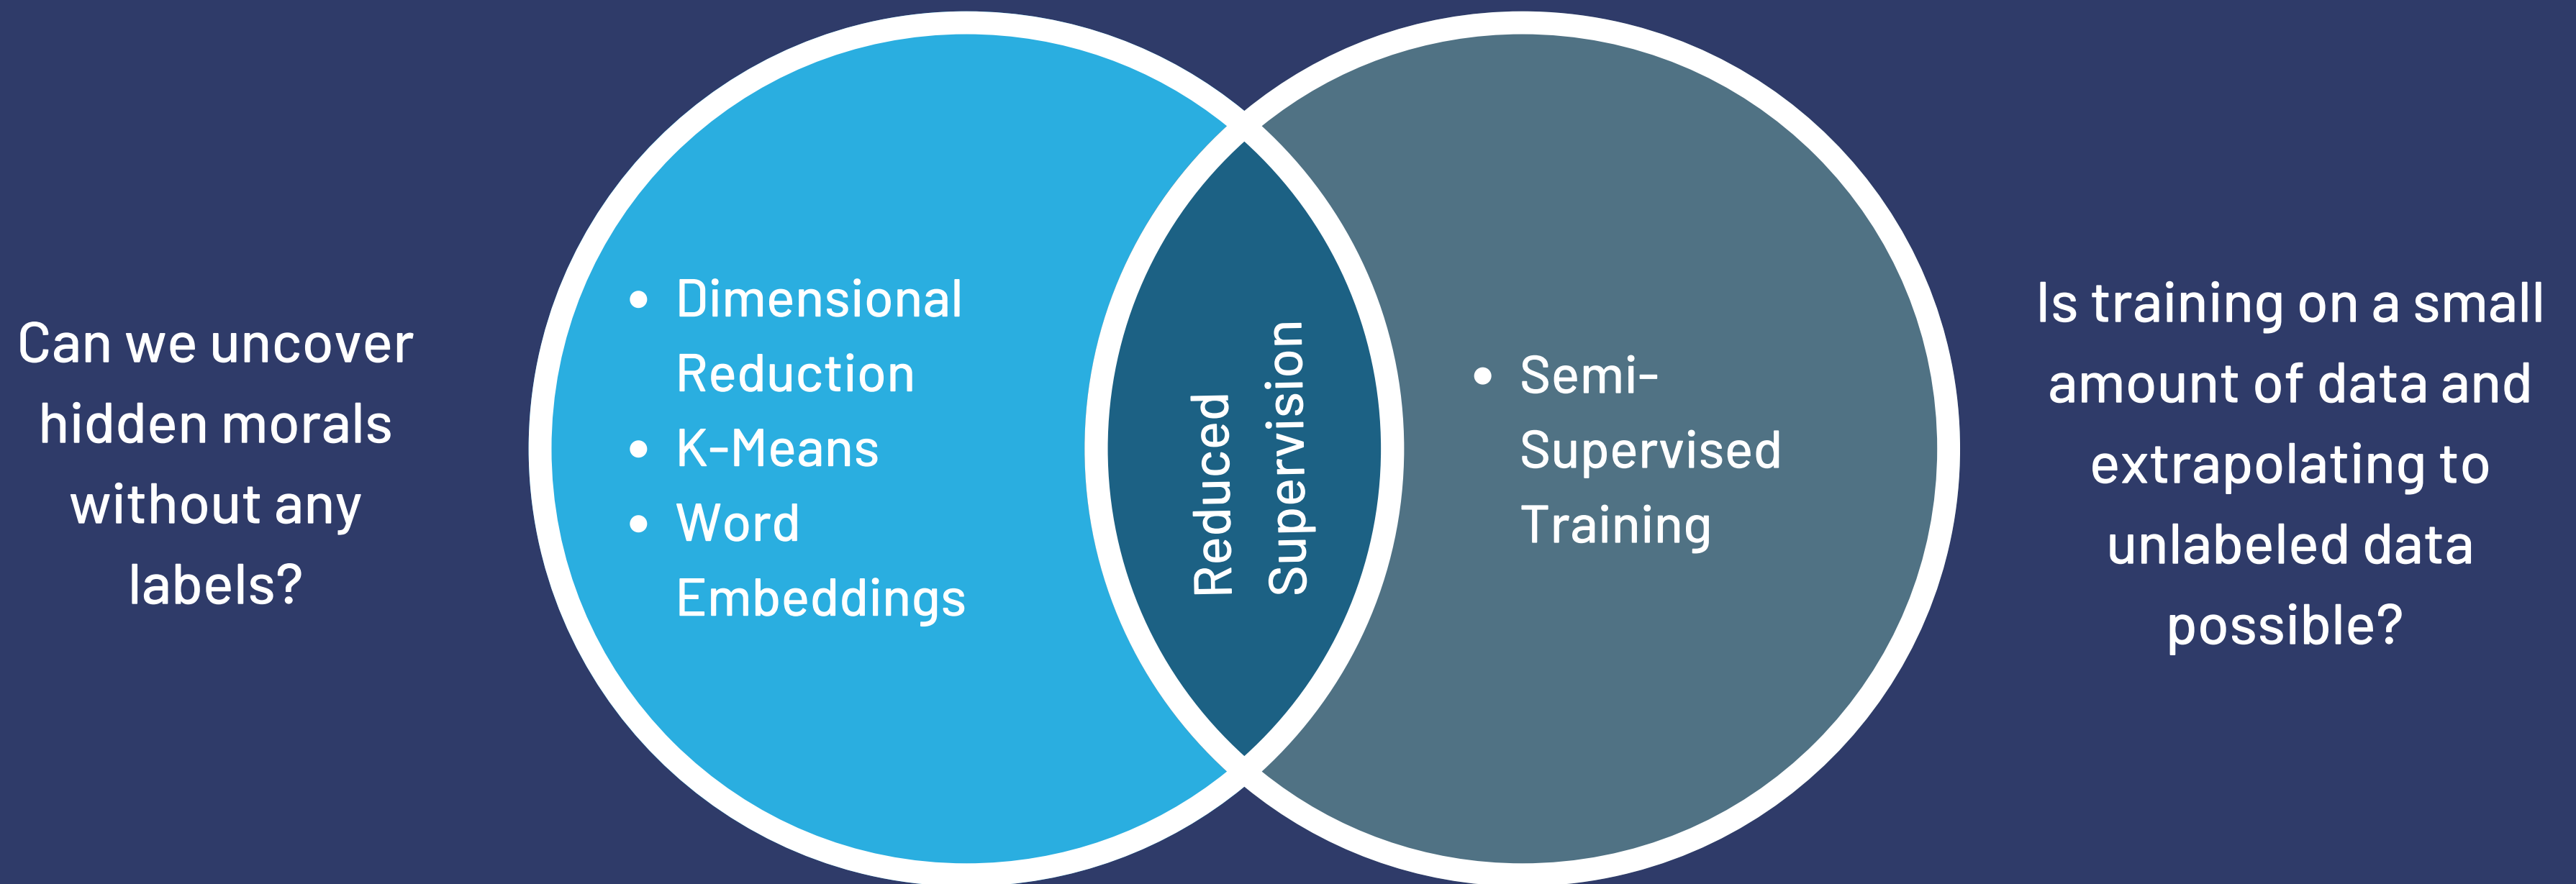 Can we uncover
hidden morals
without any
labels?
• Dimensional
Reduction
• K-Means
• Word
Embeddings
Reduced
Supervision
• Semi-
Supervised
Training
Is training on a small
amount of data and
extrapolating to
unlabeled data
possible?